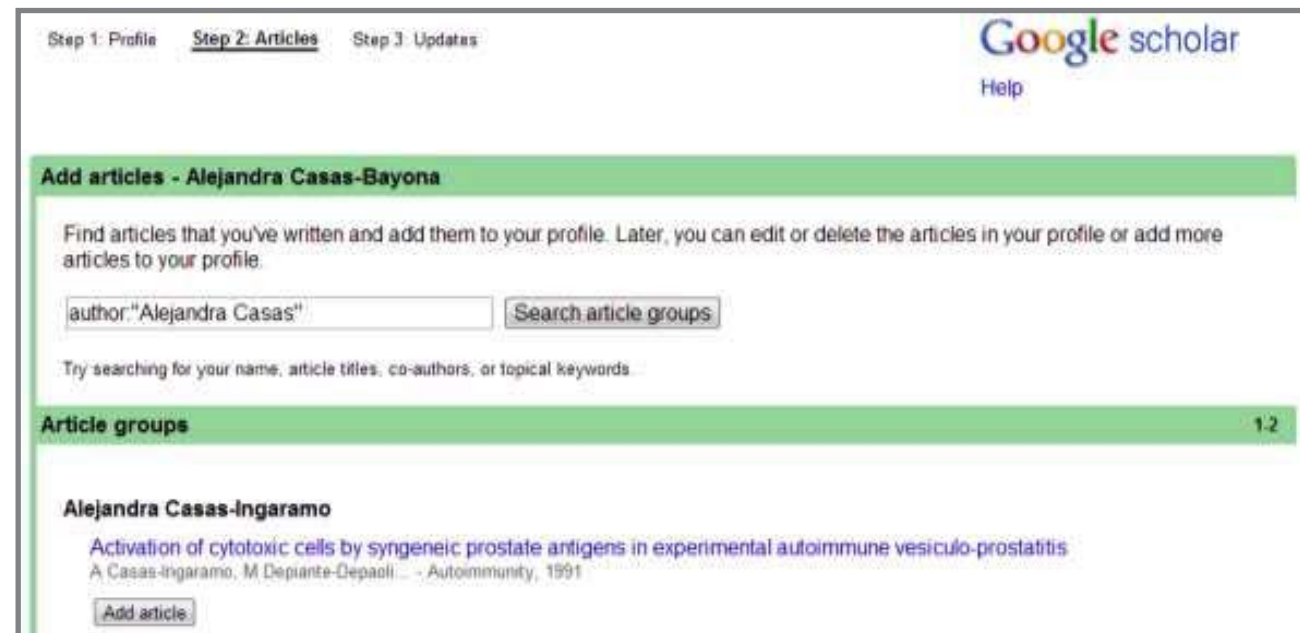 Step 1: Profile Step 2: Articles Step 3: Updates
Google scholar
Help
Add articles - Alejandra Casas-Bayona
Find articles that you've written and add them to your profile. Later, you can edit or delete the articles in your profile or add more
articles to your profile.
author:"Alejandra Casas" Search article groups
Try searching for your name, article titles, co-authors, or topical keywords.
Article groups 1-2
Alejandra Casas-Ingaramo
Activation of cytotoxic cells by syngeneic prostate antigens in experimental autoimmune vesiculo-prostatitis
A Casas-Ingaramo, M Depiante-Depaoli... - Autoimmunity, 1991
Add article